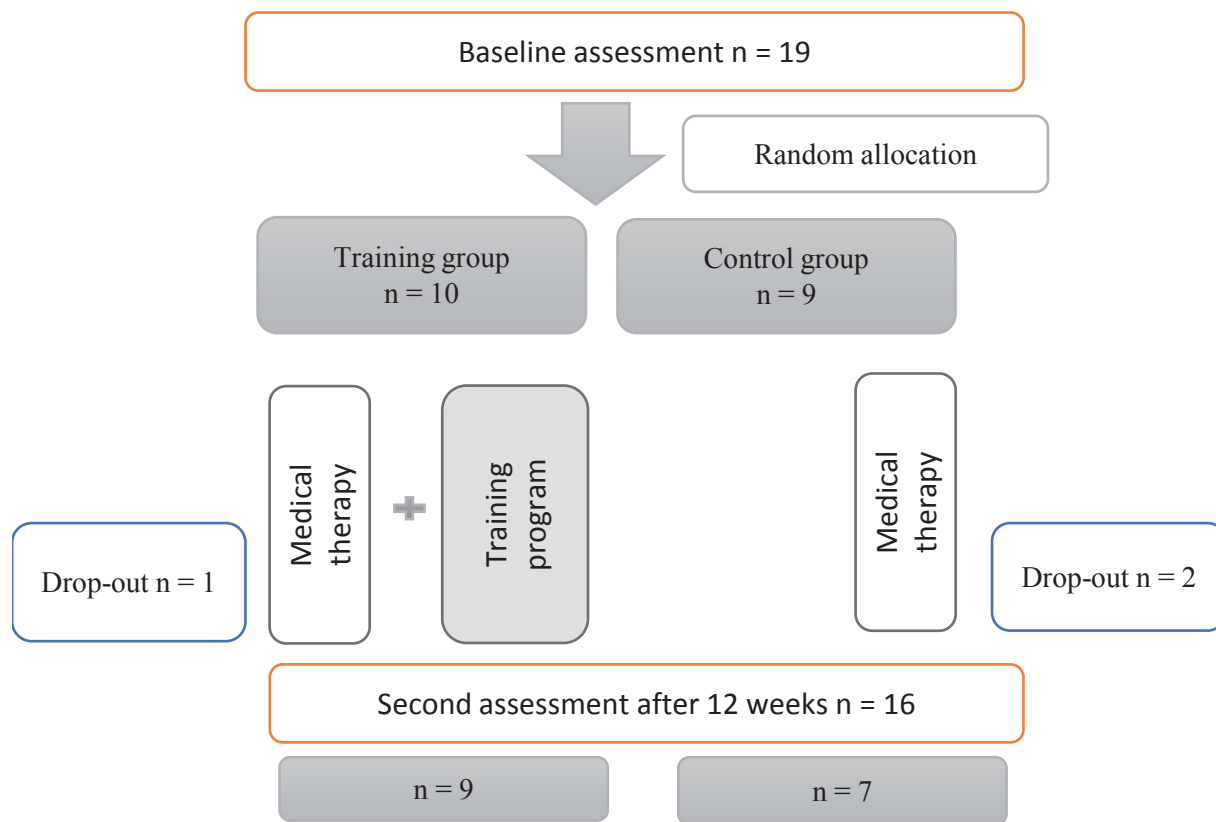 Baseline assessment n = 19
Random allocation
Training group
n = 10
Control group
n = 9
Medical
therapy
Training
program
Medical
therapy
Drop-out n = 1
Drop-out n = 2
Second assessment after 12 weeks n = 16
n = 9
n = 7